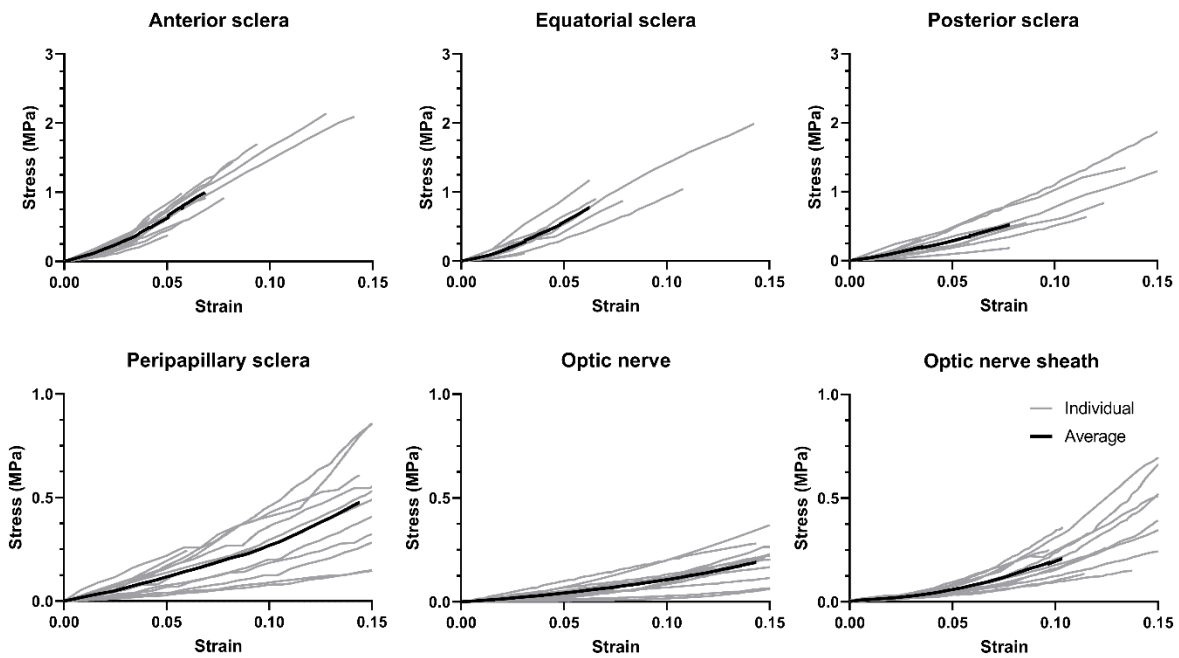 Anterior sclera
3
2
1
0
Stress (MPa)
0.00 0.05 0.10 0.15
Strain
Equatorial sclera
3
2
1
0
Stress (MPa)
0.00 0.05 0.10 0.15
Strain
Posterior sclera
3
2
1
0
Stress (MPa)
0.00 0.05 0.10 0.15
Strain
Peripapillary sclera
1.0
0.5
0.0
Stress (MPa)
0.00 0.05 0.10 0.15
Strain
Optic nerve
1.0
0.5
0.0
Stress (MPa)
0.00 0.05 0.10 0.15
Strain
Optic nerve sheath
1.0
0.5
0.0
Stress (MPa)
Individual
Average
0.00 0.05 0.10 0.15
Strain